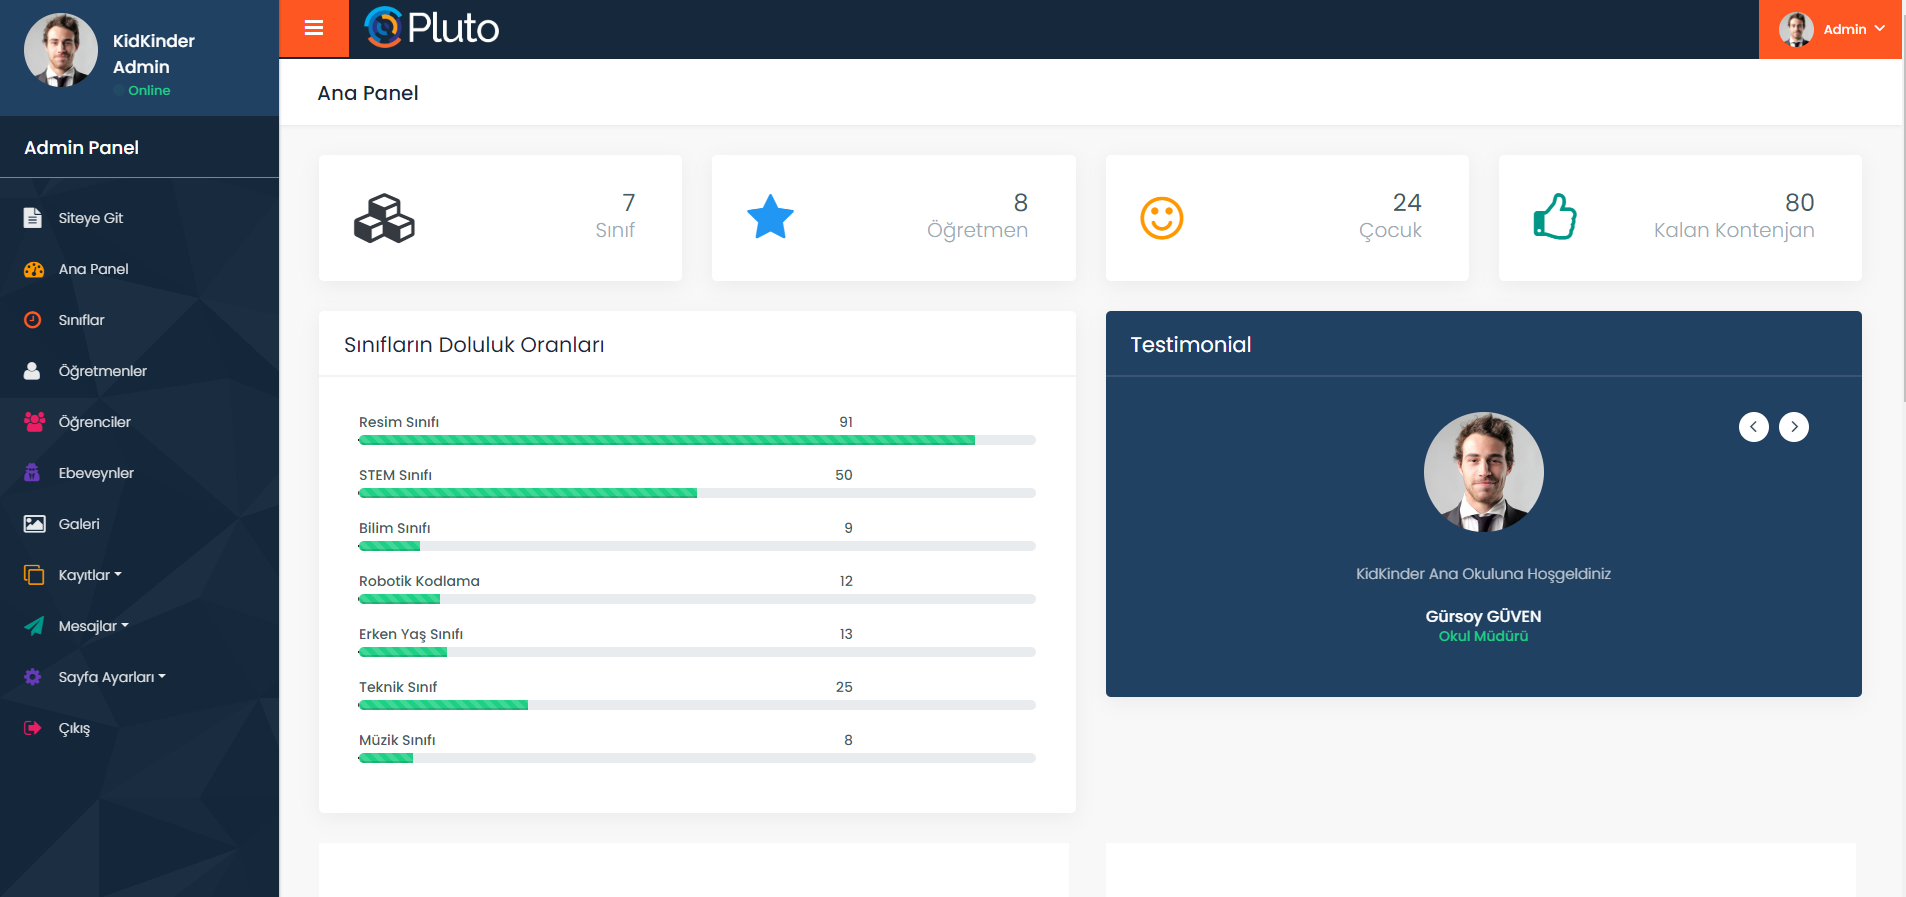 KidKinder
Admin
Online
Admin Panel
Siteye Git
Ana Panel
Sınıflar
Öğretmenler
Öğrenciler
Ebeveynler
Galeri
Kayıtlar
Mesajlar
Sayfa Ayarları
Çıkış
Pluto
Admin
Ana Panel
7
Sınıf
8
Öğretmen
24
Çocuk
80
Kalan Kontenjan
Sınıfların Doluluk Oranları
Resim Sınıfı 91
STEM Sınıfı 50
Bilim Sınıfı 9
Robotik Kodlama 12
Erken Yaş Sınıfı 13
Teknik Sınıf 25
Müzik Sınıfı 8
Testimonial
KidKinder Ana Okuluna Hoşgeldiniz
Gürsoy GÜVEN
Okul Müdürü